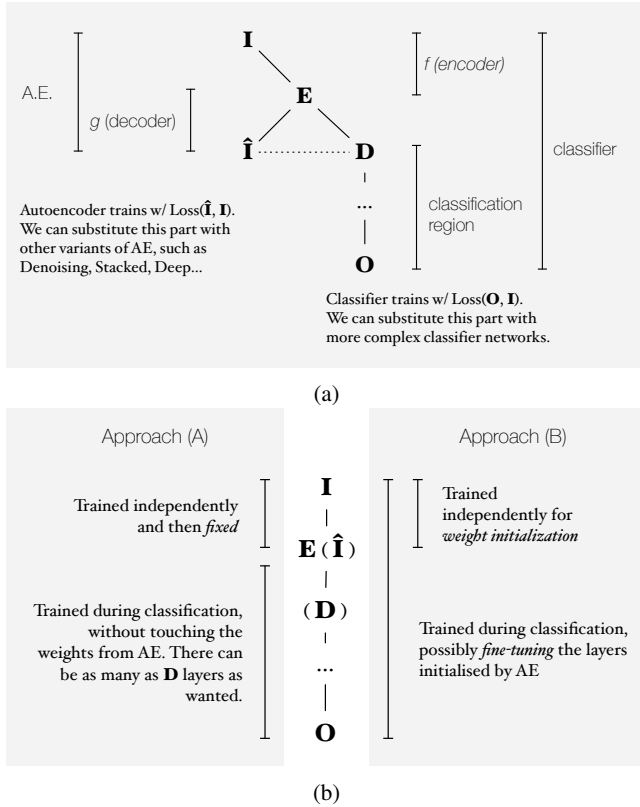 I
f (encoder)
A.E.
E
g (decoder)
Î
D
classifier
...
classification
region
O
Autoencoder trains w/ Loss(Î, I).
We can substitute this part with
other variants of AE, such as
Denoising, Stacked, Deep...
Classifier trains w/ Loss(O, I).
We can substitute this part with
more complex classifier networks.
(a)
Approach (A)
Approach (B)
Trained independently
and then fixed
I
E ( Î )
( D )
...
O
Trained
independently for
weight initialization
Trained during classification,
without touching the
weights from AE. There can
be as many as D layers as
wanted.
Trained during classification,
possibly fine-tuning the layers
initialised by AE
(b)